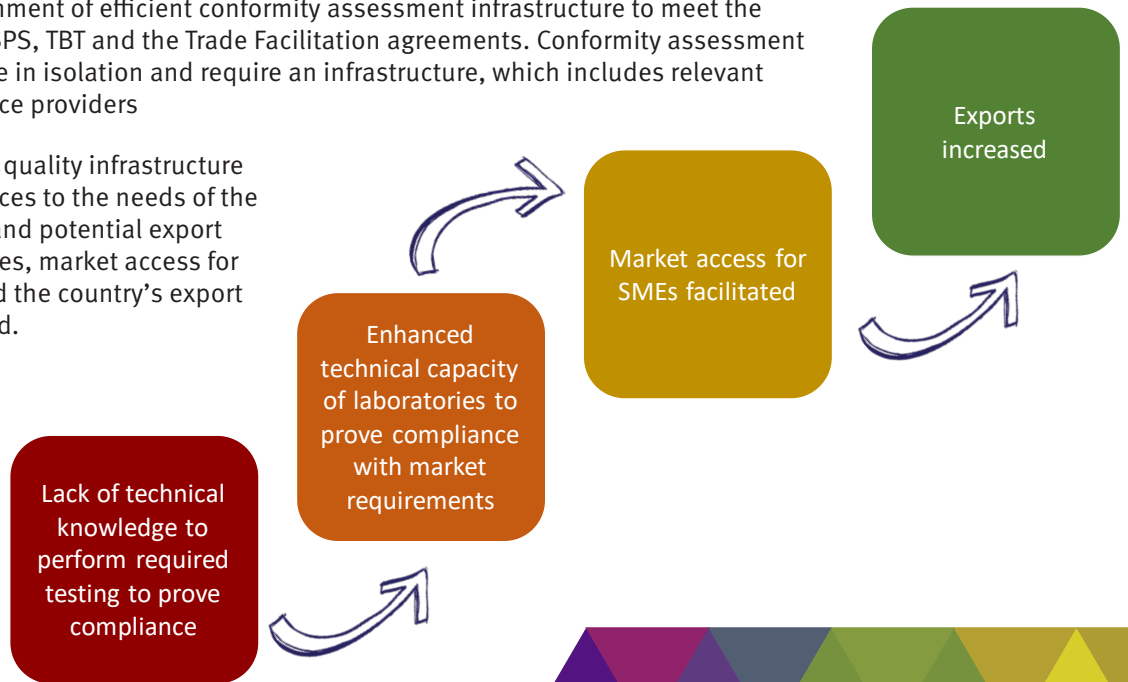 nment of efficient conformity assessment infrastructure to meet the
SPS, TBT and the Trade Facilitation agreements. Conformity assessment
e in isolation and require an infrastructure, which includes relevant
ce providers
quality infrastructure
ces to the needs of the
and potential export
es, market access for
d the country’s export
d.
Exports
increased
Market access for
SMEs facilitated
Enhanced
technical capacity
of laboratories to
prove compliance
with market
requirements
Lack of technical
knowledge to
perform required
testing to prove
compliance